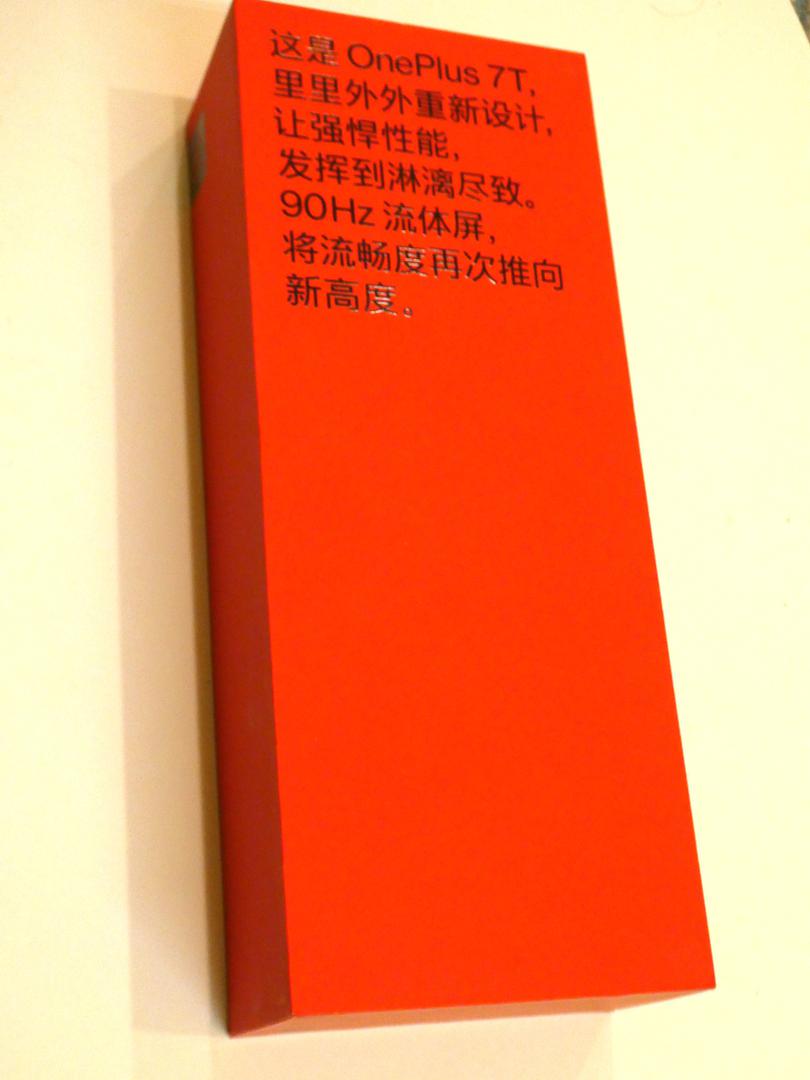 这是 OnePlus 7T,
里里外外重新设计,
让强悍性能,
发挥到淋漓尽致。
90Hz 流体屏,
将流畅度再次推向
新高度。